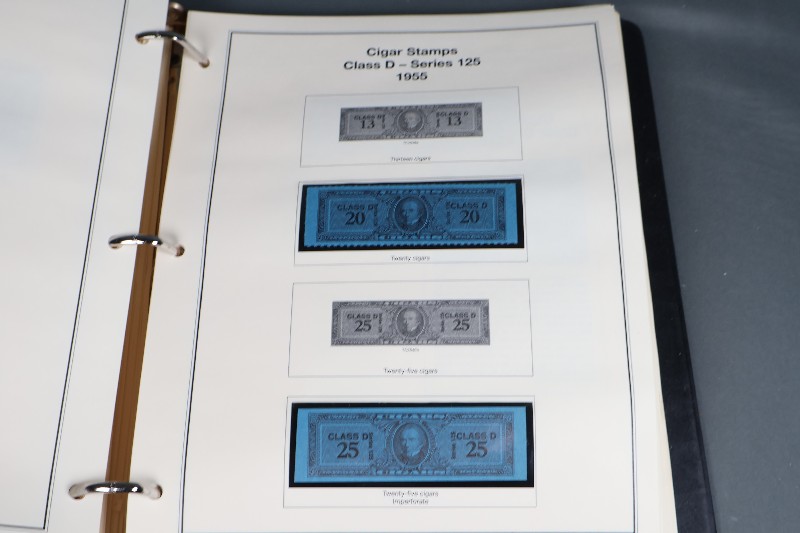 Cigar Stamps
Class D – Series 125
1955
CLASS D CLASS D
13 13
Thirteen cigars
CLASS D CLASS D
20 20
Twenty cigars
CLASS D CLASS D
25 25
Twenty-five cigars
CLASS D CLASS D
25 25
Twenty-five cigars
Imperforate